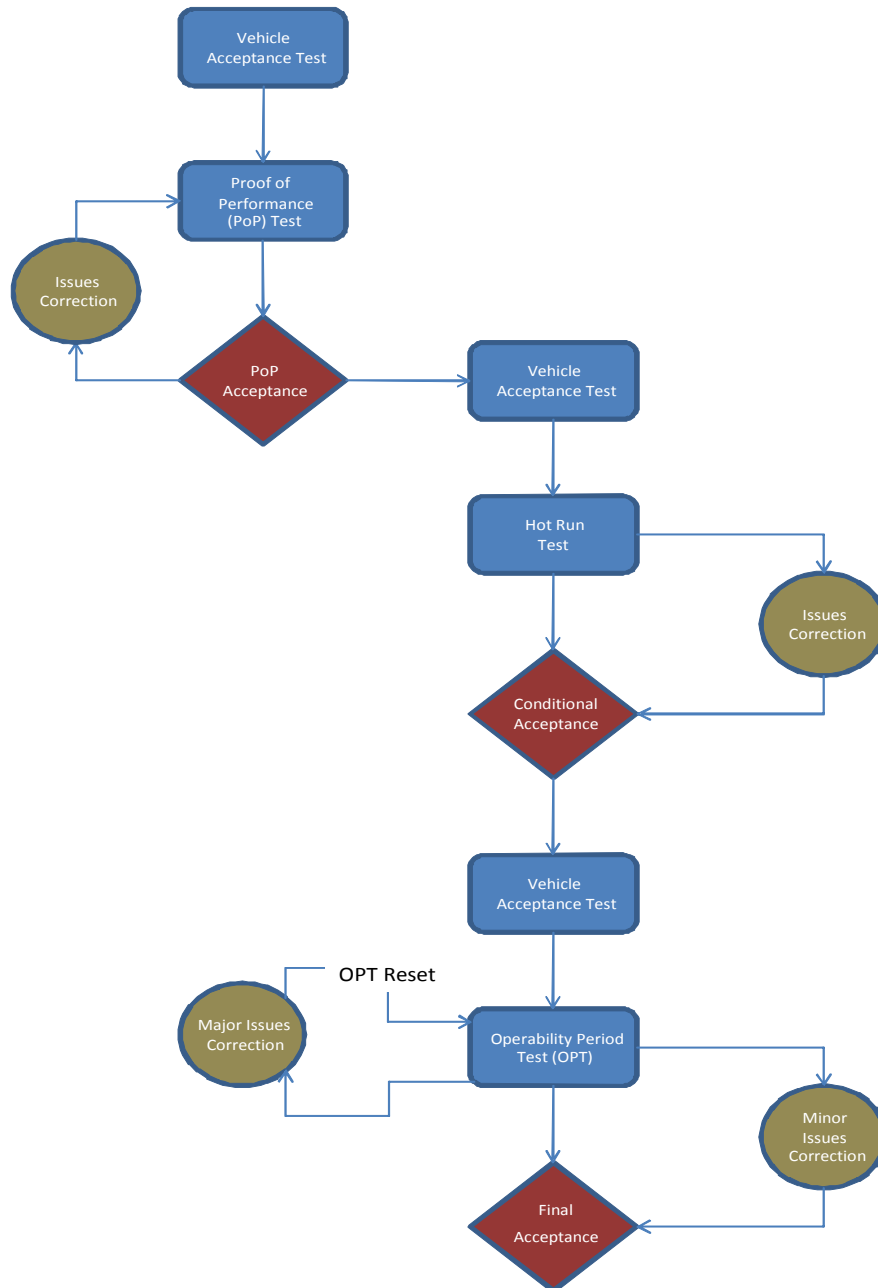 Vehicle
Acceptance Test
Proof of
Performance
(PoP) Test
Issues
Correction
PoP
Acceptance
Vehicle
Acceptance Test
Hot Run
Test
Issues
Correction
Conditional
Acceptance
Vehicle
Acceptance Test
OPT Reset
Major Issues
Correction
Operability Period
Test (OPT)
Minor
Issues
Correction
Final
Acceptance